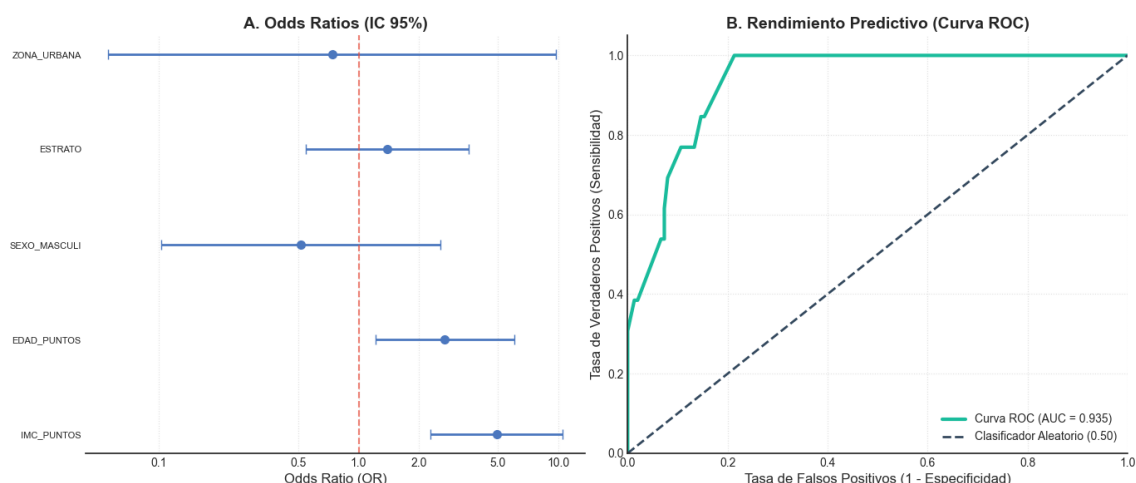 A. Odds Ratios (IC 95%)
ZONA_URBANA
ESTRATO
SEXO_MASCULI
EDAD_PUNTOS
IMC_PUNTOS
0.1 0.5 1.0 2.0 5.0 10.0
Odds Ratio (OR)
B. Rendimiento Predictivo (Curva ROC)
Tasa de Verdaderos Positivos (Sensibilidad)
1.0
0.8
0.6
0.4
0.2
0.0
Curva ROC (AUC = 0.935)
Clasificador Aleatorio (0.50)
0.0 0.2 0.4 0.6 0.8 1.0
Tasa de Falsos Positivos (1 - Especificidad)